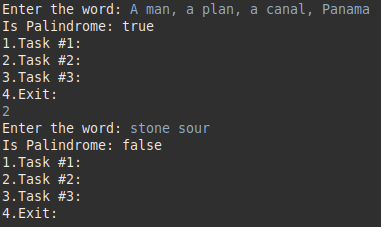 Enter the word: A man, a plan, a canal, Panama
Is Palindrome: true
1.Task #1:
2.Task #2:
3.Task #3:
4.Exit:
2
Enter the word: stone sour
Is Palindrome: false
1.Task #1:
2.Task #2:
3.Task #3:
4.Exit: